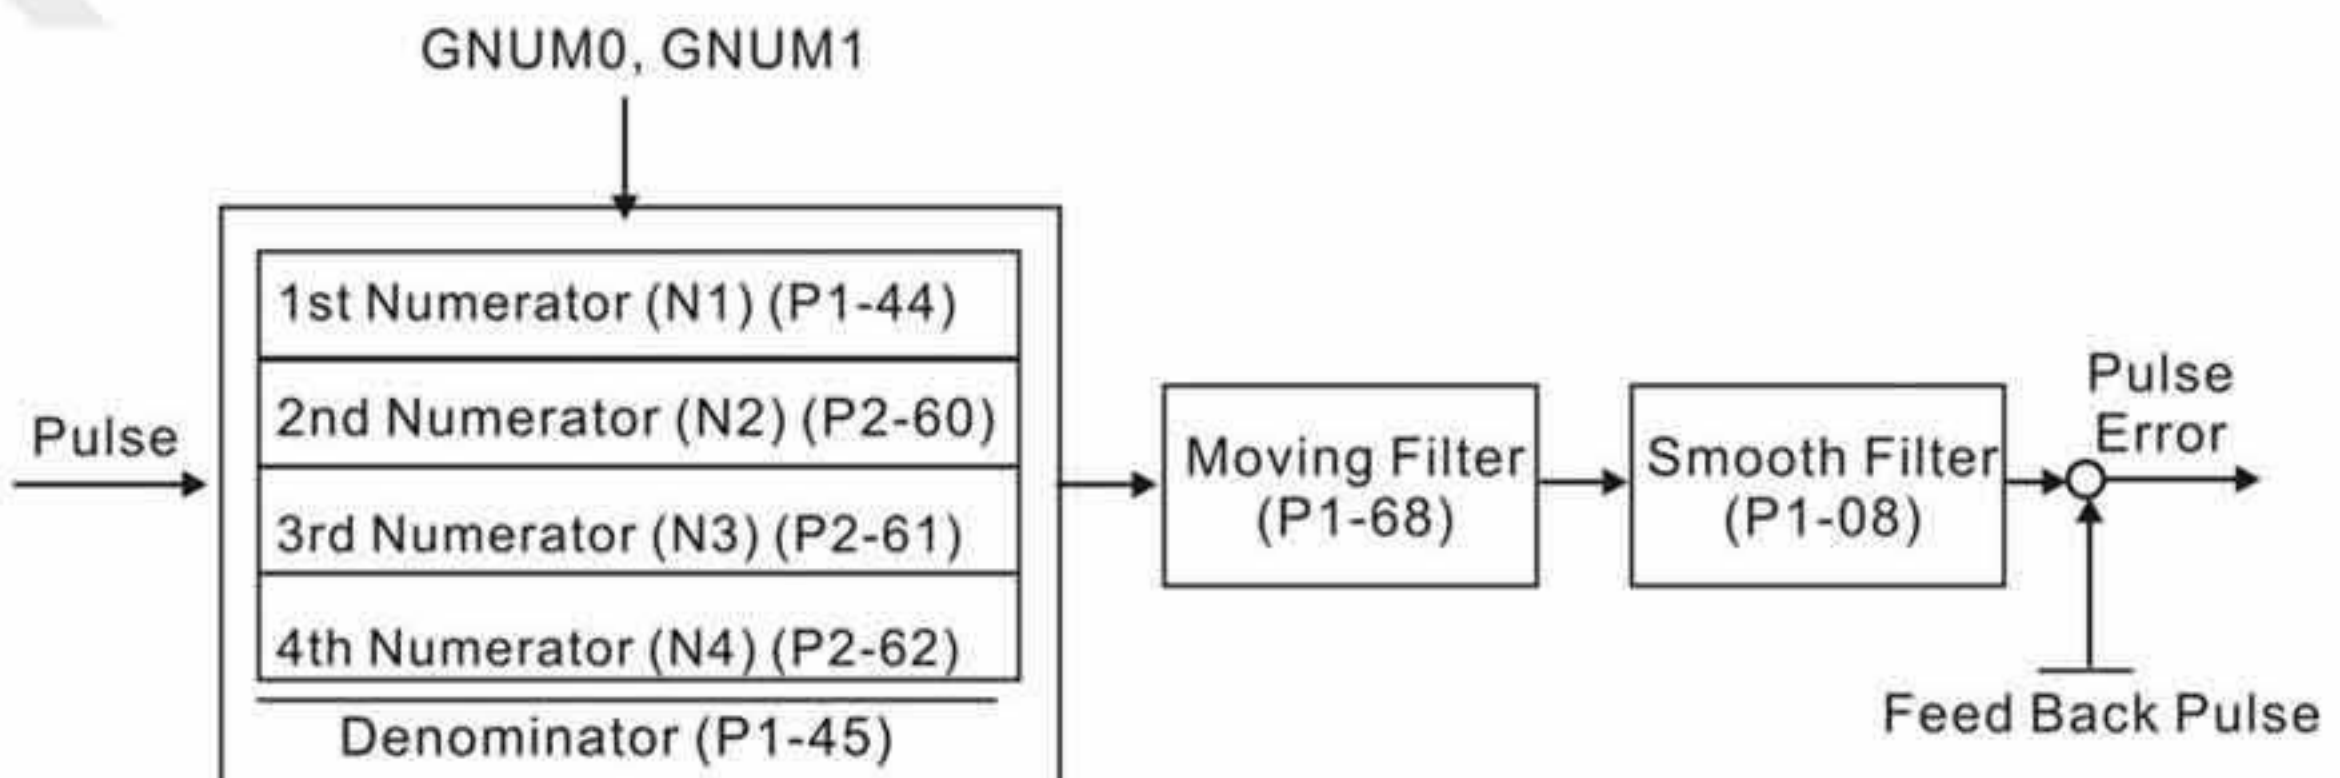 GNUM0, GNUM1
1st Numerator (N1) (P1-44)
2nd Numerator (N2) (P2-60)
3rd Numerator (N3) (P2-61)
4th Numerator (N4) (P2-62)
Denominator (P1-45)
Pulse
Moving Filter
(P1-68)
Smooth Filter
(P1-08)
Pulse
Error
Feed Back Pulse